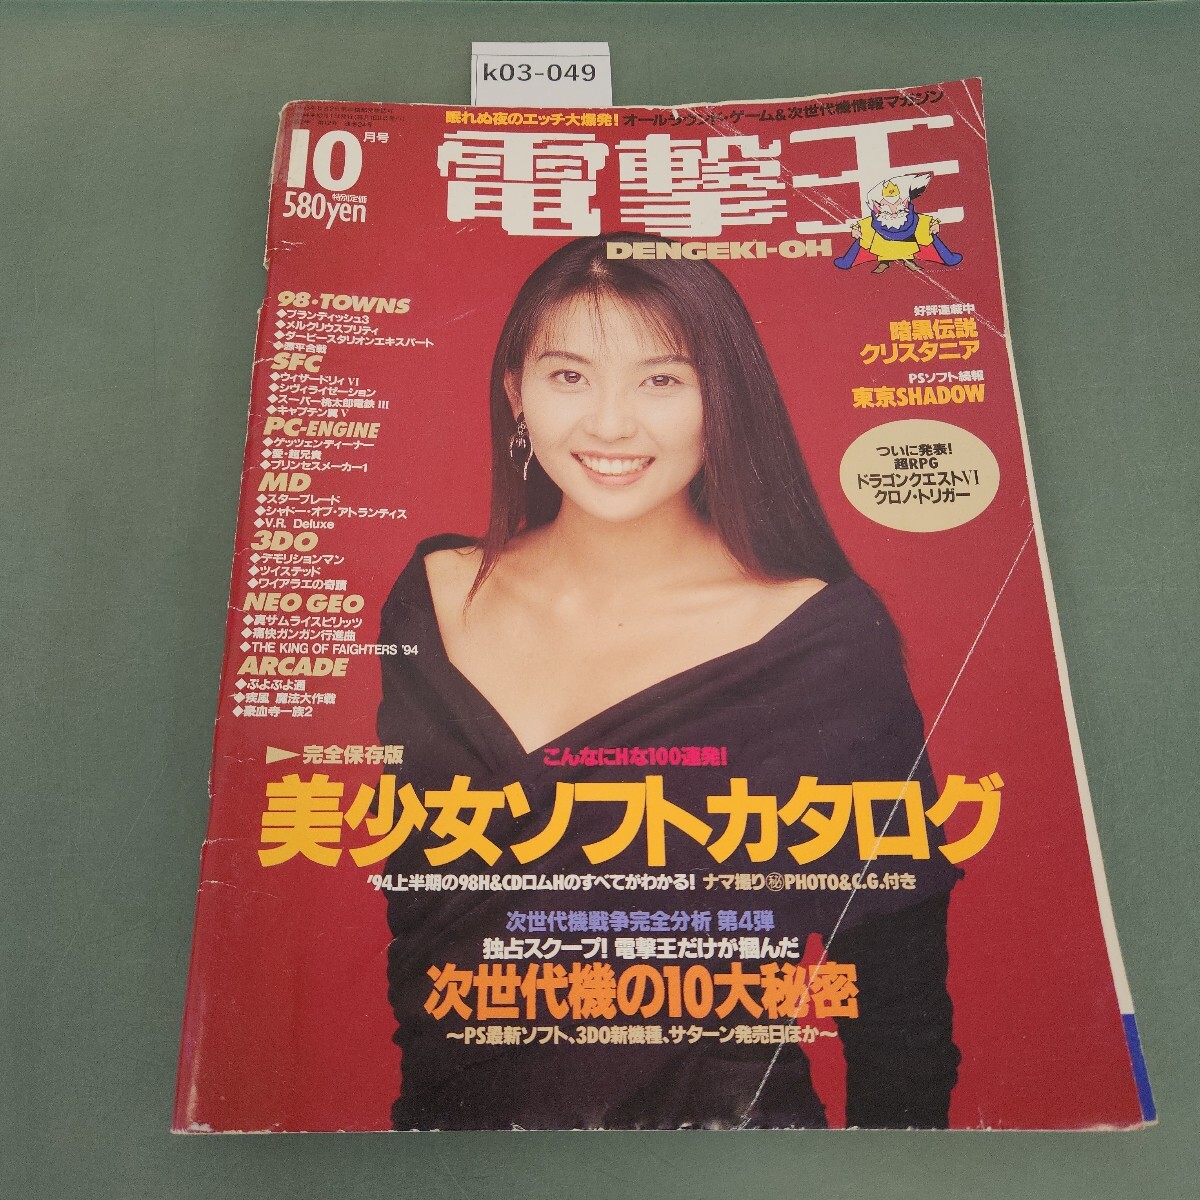 k03-049
眠れぬ夜のエッチ大爆発!オールラウンド・ゲーム&次世代機情報マガジン
10月号
特別定価
580yen
電撃王
DENGEKI-OH
98・TOWNS
◆ブランディッシュ3
◆メルクリウスプリティ
◆ダービースタリオンエキスパート
◆源平合戦
SFC
◆ウィザードリィVI
◆シヴィライゼーション
◆スーパー桃太郎電鉄III
◆キャプテン翼V
PC-ENGINE
◆ゲッツェンディーナー
◆愛・超兄貴
◆プリンセスメーカー1
MD
◆スターブレード
◆シャドー・オブ・アトランティス
◆V.R. Deluxe
3DO
◆デモリションマン
◆ツイステッド
◆ワイアラエの奇蹟
NEO GEO
◆真サムライスピリッツ
◆痛快ガンガン行進曲
◆THE KING OF FAIGHTERS '94
ARCADE
◆ぷよぷよ通
◆疾風 魔法大作戦
◆豪血寺一族2
好評連載中
暗黒伝説
クリスタニア
PSソフト続報
東京SHADOW
ついに発表!
超RPG
ドラゴンクエストVI
クロノ・トリガー
▶完全保存版
こんなにHな100連発!
美少女ソフトカタログ
'94上半期の98H&CDロムHのすべてがわかる! ナマ撮り㊙PHOTO&C.G.付き
次世代機戦争完全分析 第4弾
独占スクープ! 電撃王だけが掴んだ
次世代機の10大秘密
〜PS最新ソフト、3DO新機種、サターン発売日ほか〜